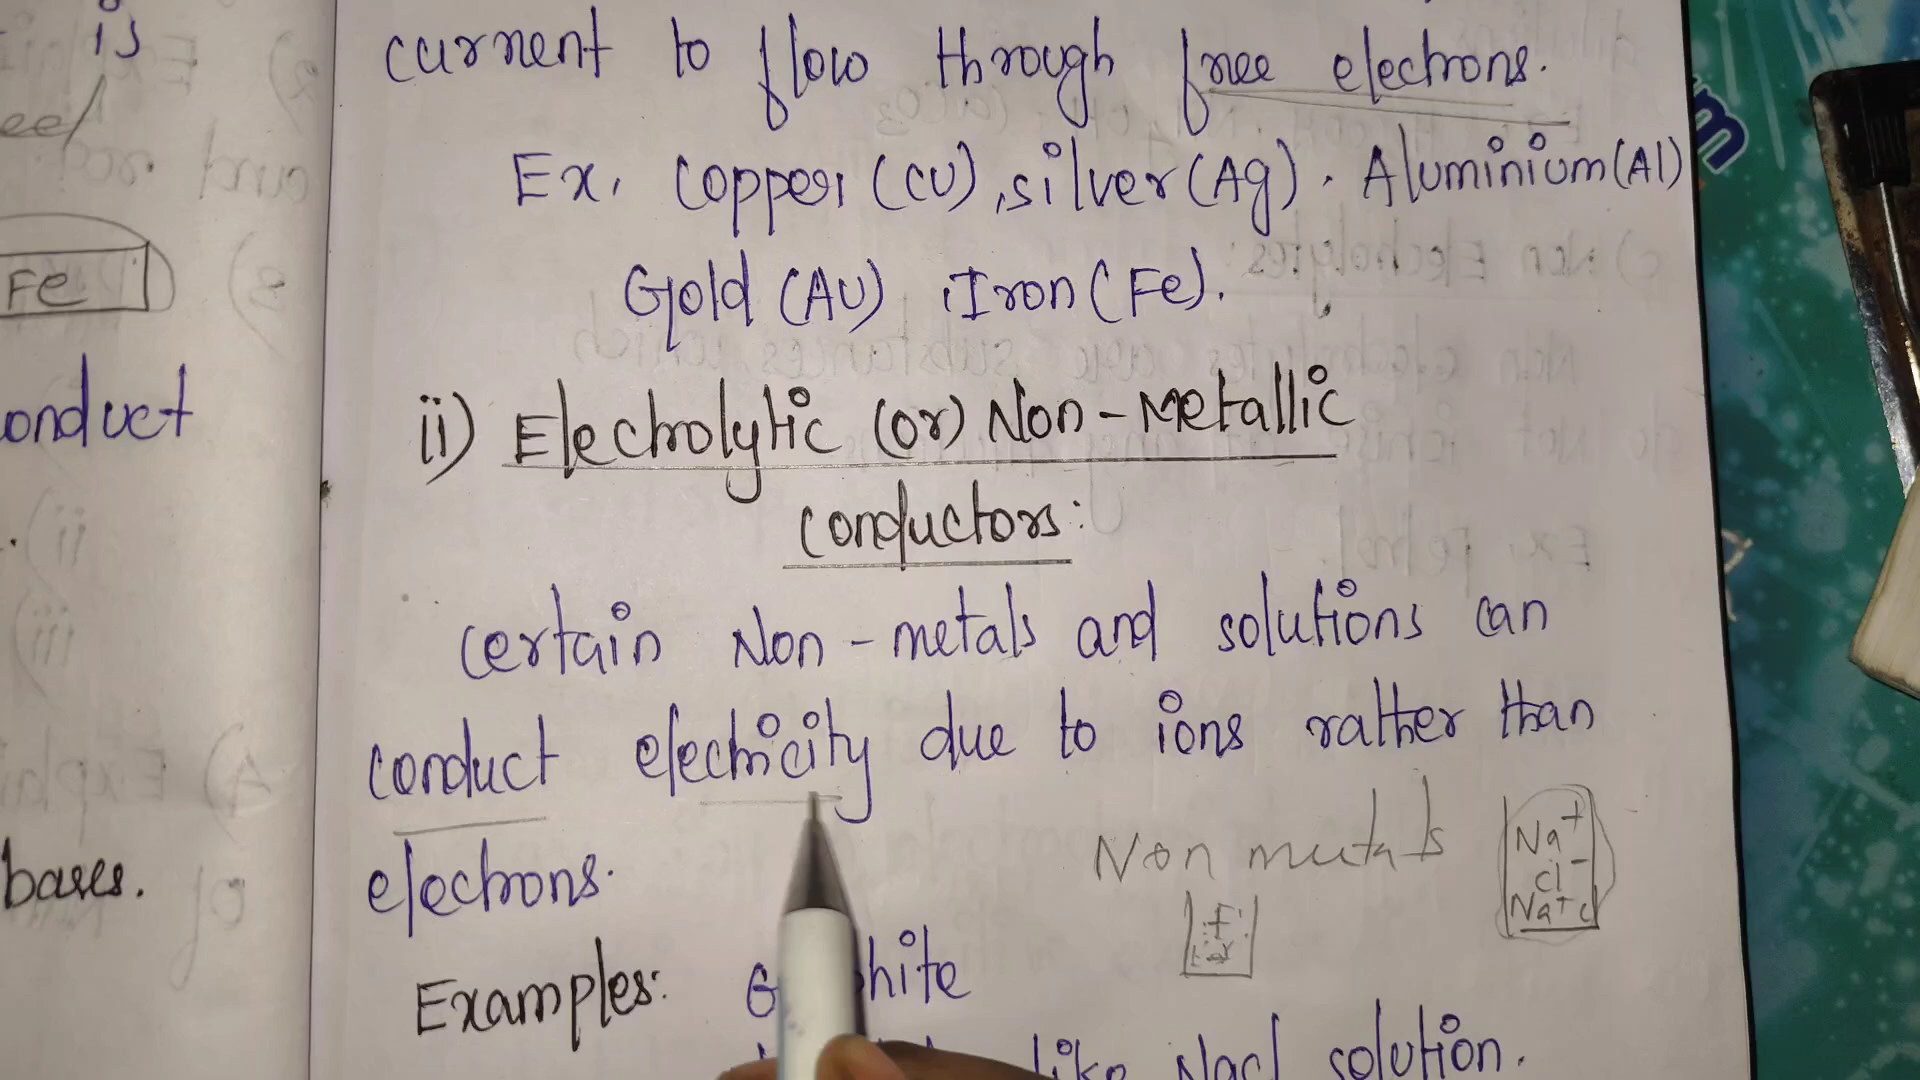 is
current to flow through free electrons.
Ex. Copper (Cu), silver (Ag). Aluminium (Al)
Gold (Au), Iron (Fe).
Fe
ii) Electrolytic (or) Non-Metallic
conductors:
onduct
certain Non-metals and solutions can
conduct electricity due to ions rather than
electrons.
Non metals
Na+
Cl-
Na+ c
bases.
Examples:
like Nacl solution.